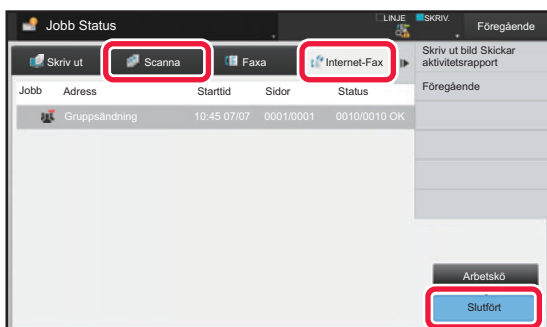 Jobb Status
LINJE
SKRIV.
Föregående
Skriv ut
Scanna
Faxa
Internet-Fax
Skriv ut bild Skickar
aktivitetsrapport
Jobb Adress Starttid Sidor Status
Föregående
Gruppsändning 10:45 07/07 0001/0001 0010/0010 OK
Arbetskö
Slutfört